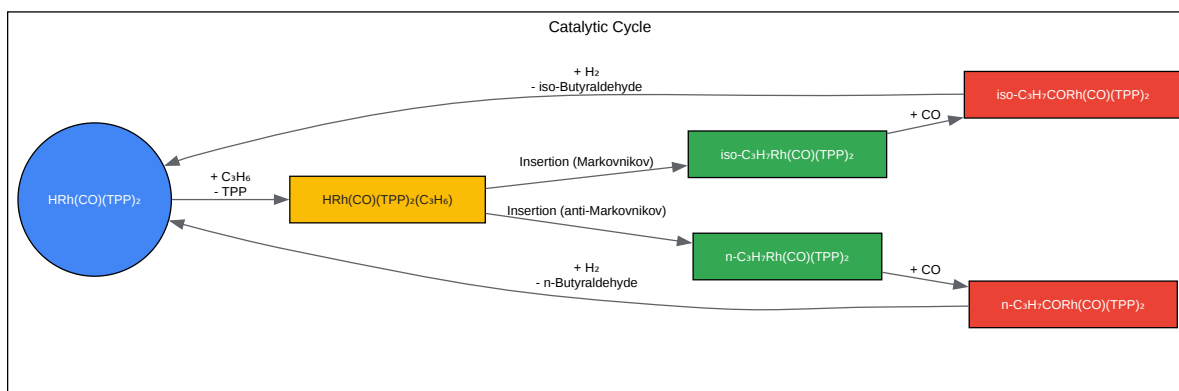 Catalytic Cycle
+ H₂
- iso-Butyraldehyde
iso-C₃H₇CORh(CO)(TPP)₂
+ CO
iso-C₃H₇Rh(CO)(TPP)₂
Insertion (Markovnikov)
+ C₃H₆
- TPP
HRh(CO)(TPP)₂
HRh(CO)(TPP)₂(C₃H₆)
Insertion (anti-Markovnikov)
n-C₃H₇Rh(CO)(TPP)₂
+ H₂
- n-Butyraldehyde
+ CO
n-C₃H₇CORh(CO)(TPP)₂